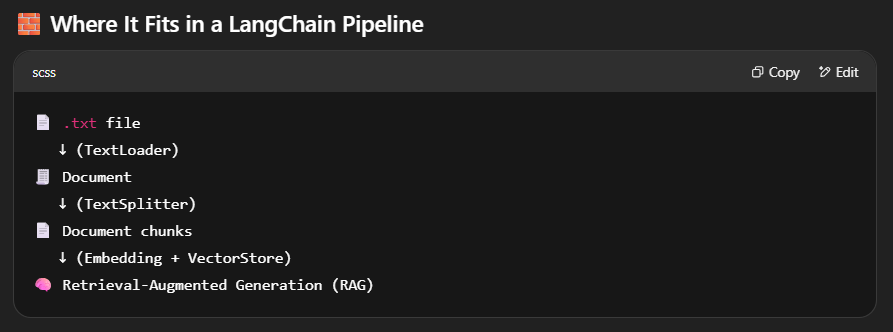 🧱 Where It Fits in a LangChain Pipeline
scss
Copy Edit
📄 .txt file
↓ (TextLoader)
🧾 Document
↓ (TextSplitter)
📄 Document chunks
↓ (Embedding + VectorStore)
🧠 Retrieval-Augmented Generation (RAG)